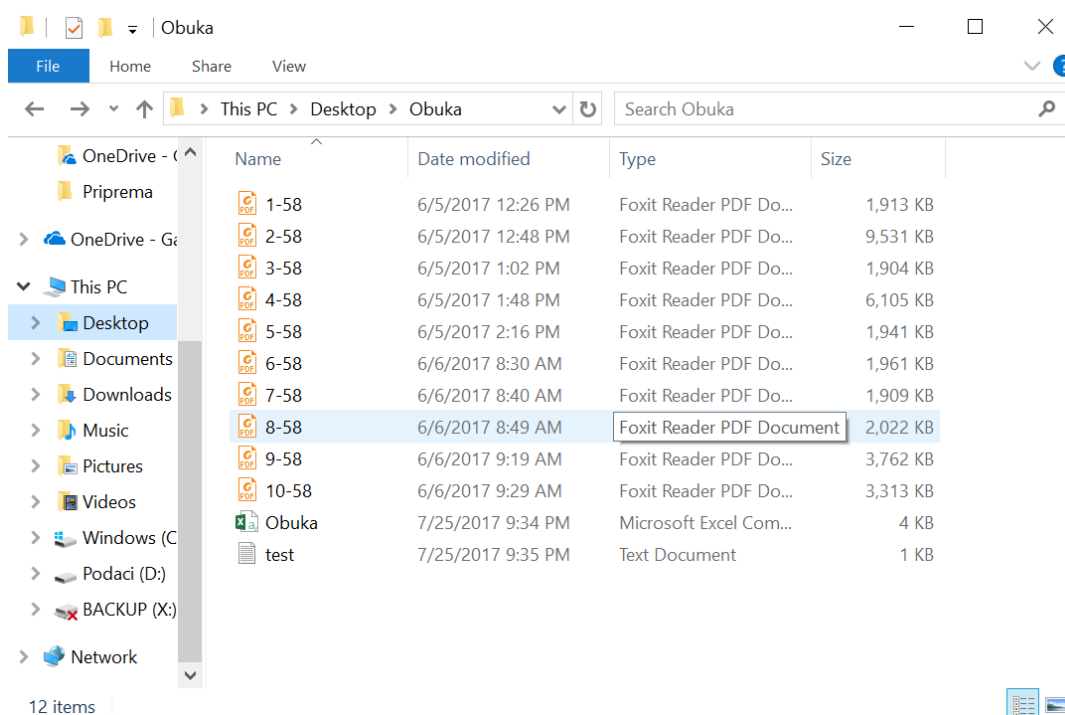 Obuka
File Home Share View
This PC Desktop Obuka Search Obuka
OneDrive -
Priprema
OneDrive - Ga
This PC
Desktop
Documents
Downloads
Music
Pictures
Videos
Windows (C
Podaci (D:)
BACKUP (X:)
Network
Name Date modified Type Size
1-58 6/5/2017 12:26 PM Foxit Reader PDF Do... 1,913 KB
2-58 6/5/2017 12:48 PM Foxit Reader PDF Do... 9,531 KB
3-58 6/5/2017 1:02 PM Foxit Reader PDF Do... 1,904 KB
4-58 6/5/2017 1:48 PM Foxit Reader PDF Do... 6,105 KB
5-58 6/5/2017 2:16 PM Foxit Reader PDF Do... 1,941 KB
6-58 6/6/2017 8:30 AM Foxit Reader PDF Do... 1,961 KB
7-58 6/6/2017 8:40 AM Foxit Reader PDF Do... 1,909 KB
8-58 6/6/2017 8:49 AM Foxit Reader PDF Document 2,022 KB
9-58 6/6/2017 9:19 AM Foxit Reader PDF Do... 3,762 KB
10-58 6/6/2017 9:29 AM Foxit Reader PDF Do... 3,313 KB
Obuka 7/25/2017 9:34 PM Microsoft Excel Com... 4 KB
test 7/25/2017 9:35 PM Text Document 1 KB
12 items